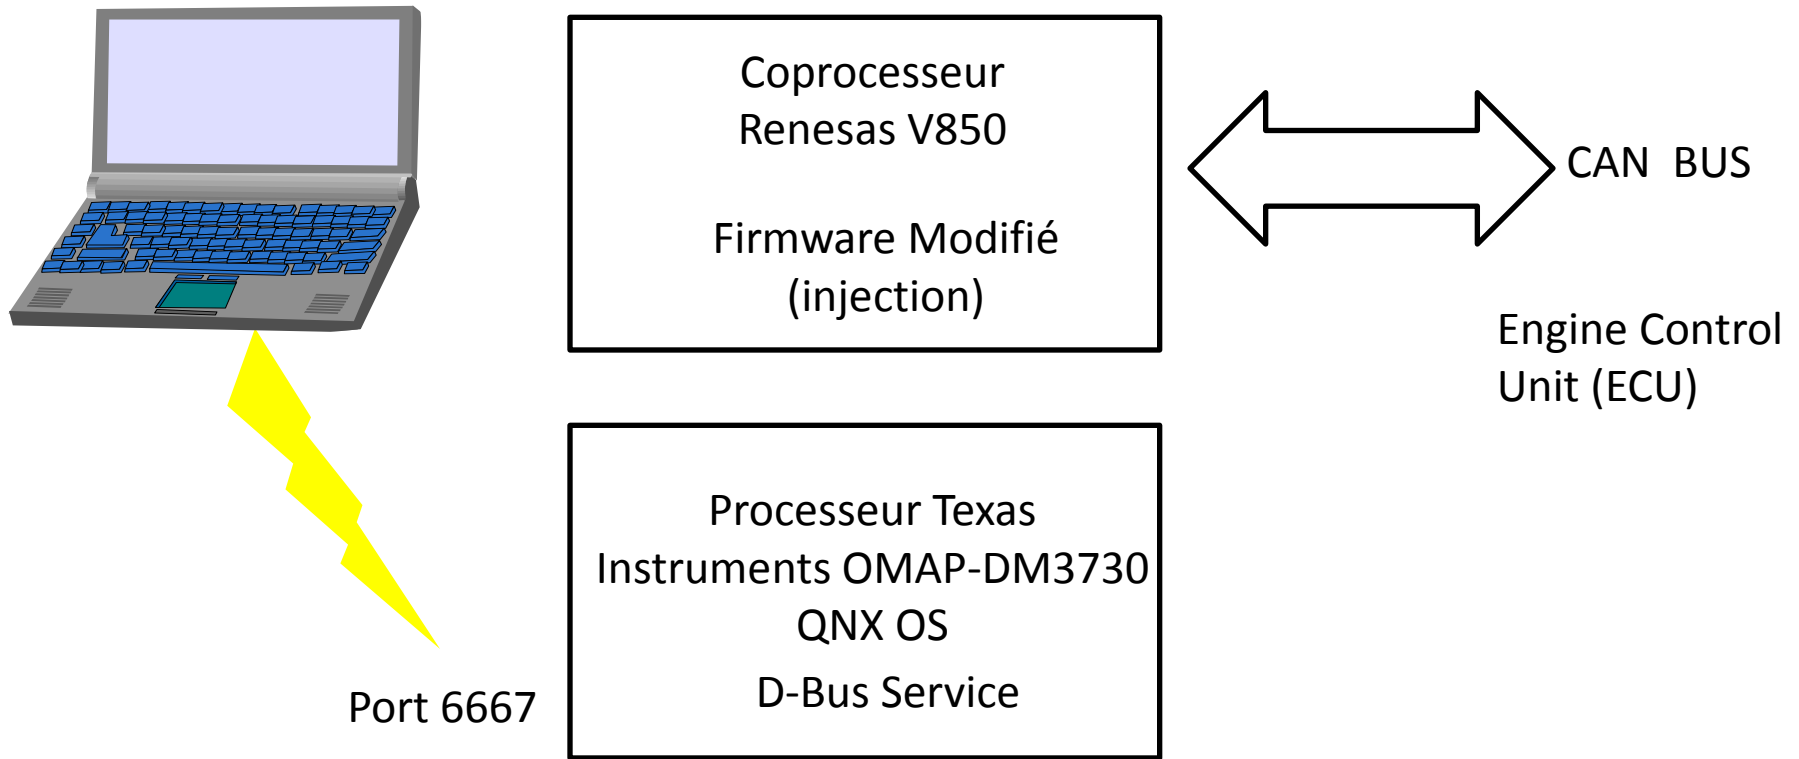 Coprocesseur
Renesas V850
Firmware Modifié
(injection)
CAN  BUS
Engine Control
Unit (ECU)
Processeur Texas
Instruments OMAP-DM3730
QNX OS
D-Bus Service
Port 6667